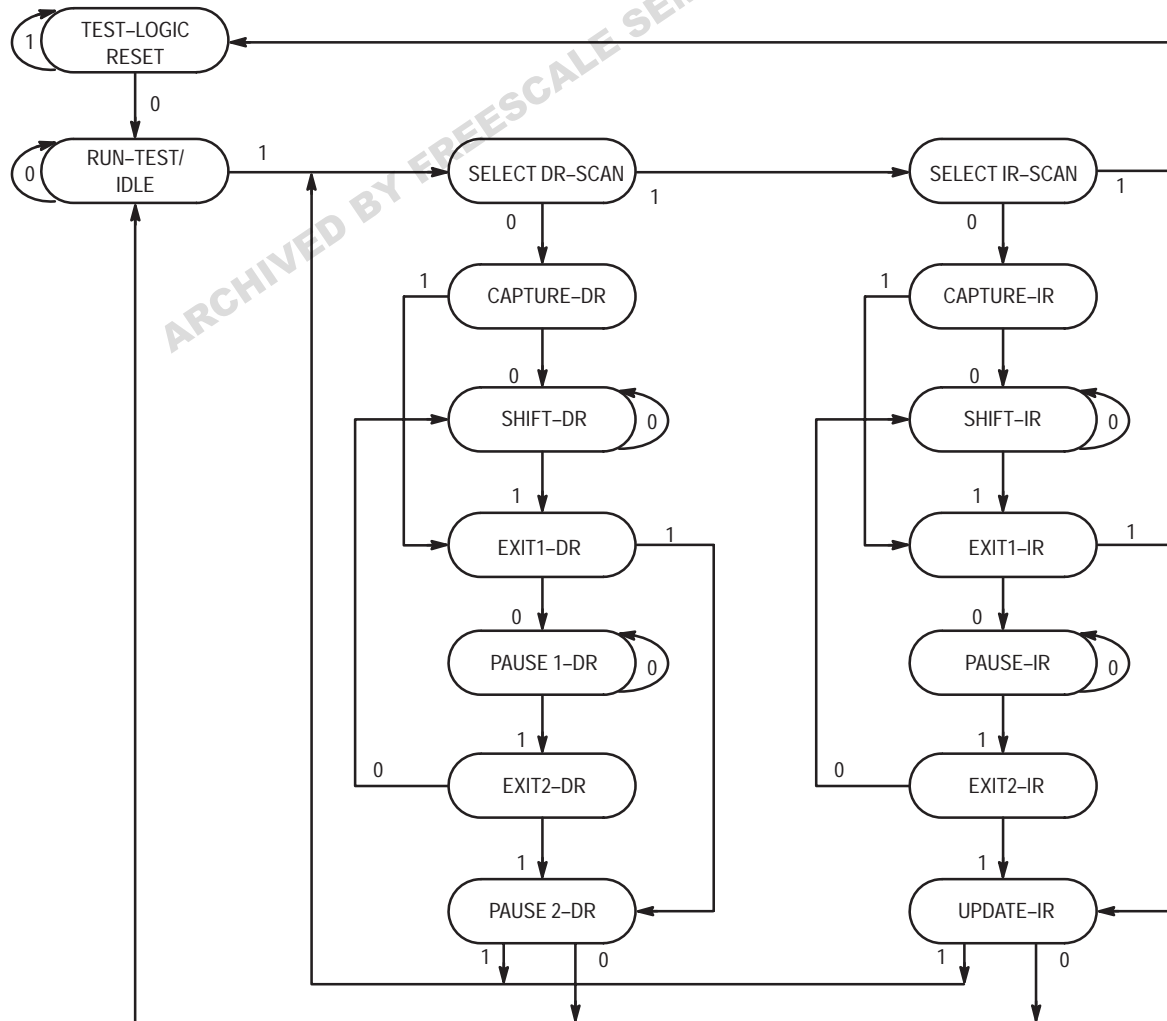 TEST–LOGIC
RESET
1
0
RUN–TEST/
IDLE
0
1
SELECT DR–SCAN
1
SELECT IR–SCAN
1
0
0
1
CAPTURE–DR
1
CAPTURE–IR
0
0
SHIFT–DR
0
SHIFT–IR
0
1
1
EXIT1–DR
1
EXIT1–IR
1
0
0
PAUSE 1–DR
0
PAUSE–IR
0
1
1
0
EXIT2–DR
0
EXIT2–IR
1
1
PAUSE 2–DR
UPDATE–IR
1
0
1
0
ARCHIVED BY FREESCALE